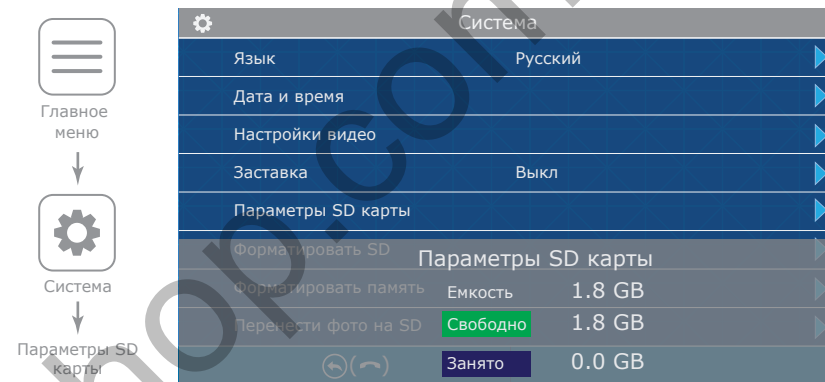 Главное
меню
Система
Параметры SD
карты
Система
Язык Русский
Дата и время
Настройки видео
Заставка Выкл
Параметры SD карты
Форматировать SD
Форматировать память
Перенести фото на SD
Параметры SD карты
Емкость 1.8 GB
Свободно 1.8 GB
Занято 0.0 GB
hop.com